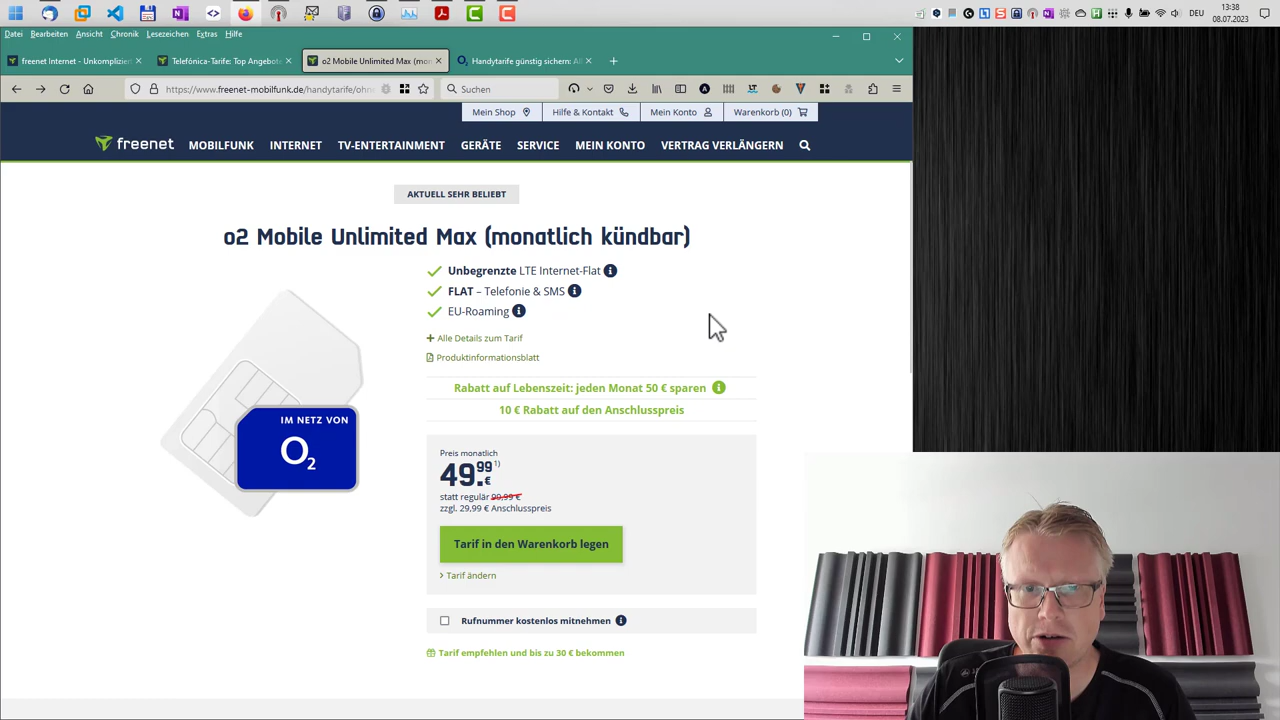 13:38
DEU
08.07.2023
Datei Bearbeiten Ansicht Chronik Lesezeichen Extras Hilfe
freenet Internet - Unkomplizier
Telefónica-Tarife: Top Angebote
o2 Mobile Unlimited Max (mon
Handytarife günstig sichern: Al
https://www.freenet-mobilfunk.de/handytarife/ohne
Suchen
Mein Shop
Hilfe & Kontakt
Mein Konto
Warenkorb (0)
freenet MOBILFUNK INTERNET TV-ENTERTAINMENT GERÄTE SERVICE MEIN KONTO VERTRAG VERLÄNGERN
AKTUELL SEHR BELIEBT
o2 Mobile Unlimited Max (monatlich kündbar)
Unbegrenzte LTE Internet-Flat
FLAT – Telefonie & SMS
EU-Roaming
+ Alle Details zum Tarif
Produktinformationsblatt
Rabatt auf Lebenszeit: jeden Monat 50 € sparen
10 € Rabatt auf den Anschlusspreis
IM NETZ VON
O2
Preis monatlich
49.99 € 1)
statt regulär 99,99 €
zzgl. 29,99 € Anschlusspreis
Tarif in den Warenkorb legen
> Tarif ändern
Rufnummer kostenlos mitnehmen
Tarif empfehlen und bis zu 30 € bekommen